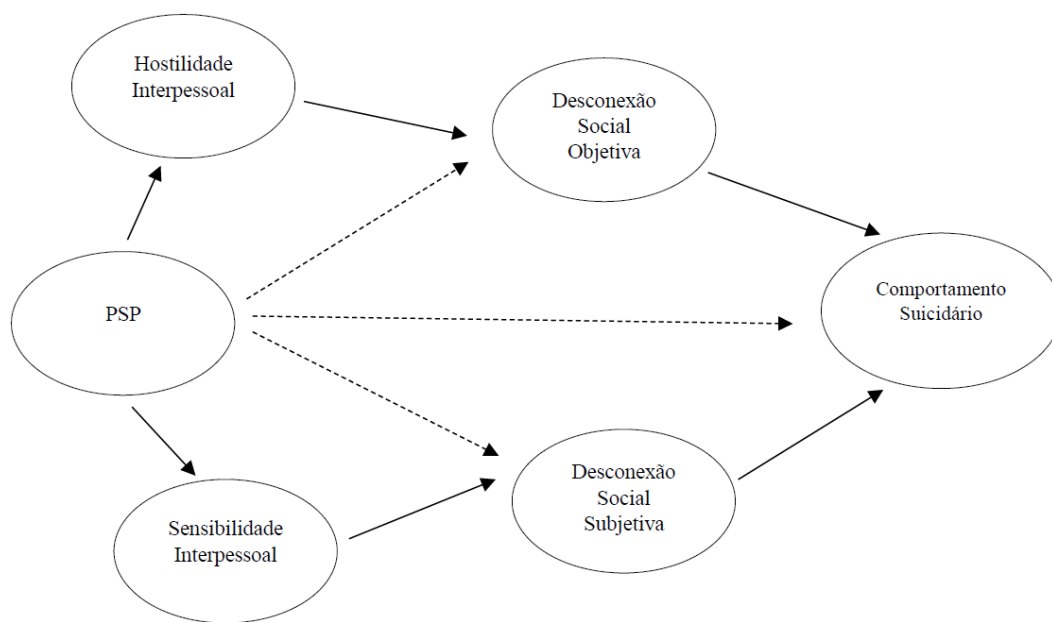 Hostilidade
Interpessoal
Desconexão
Social
Objetiva
PSP
Comportamento
Suicidário
Desconexão
Social
Subjetiva
Sensibilidade
Interpessoal